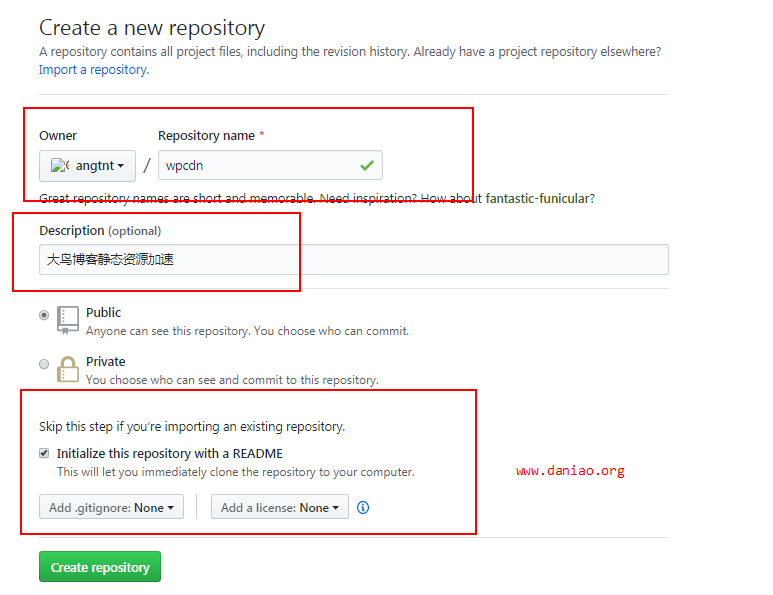 Create a new repository
A repository contains all project files, including the revision history. Already have a project repository elsewhere?
Import a repository.
Owner Repository name *
angtnt / wpcdn
Great repository names are short and memorable. Need inspiration? How about fantastic-funicular?
Description (optional)
大鸟博客静态资源加速
Public
Anyone can see this repository. You choose who can commit.
Private
You choose who can see and commit to this repository.
Skip this step if you’re importing an existing repository.
Initialize this repository with a README
This will let you immediately clone the repository to your computer.
www.daniao.org
Add .gitignore: None Add a license: None
Create repository